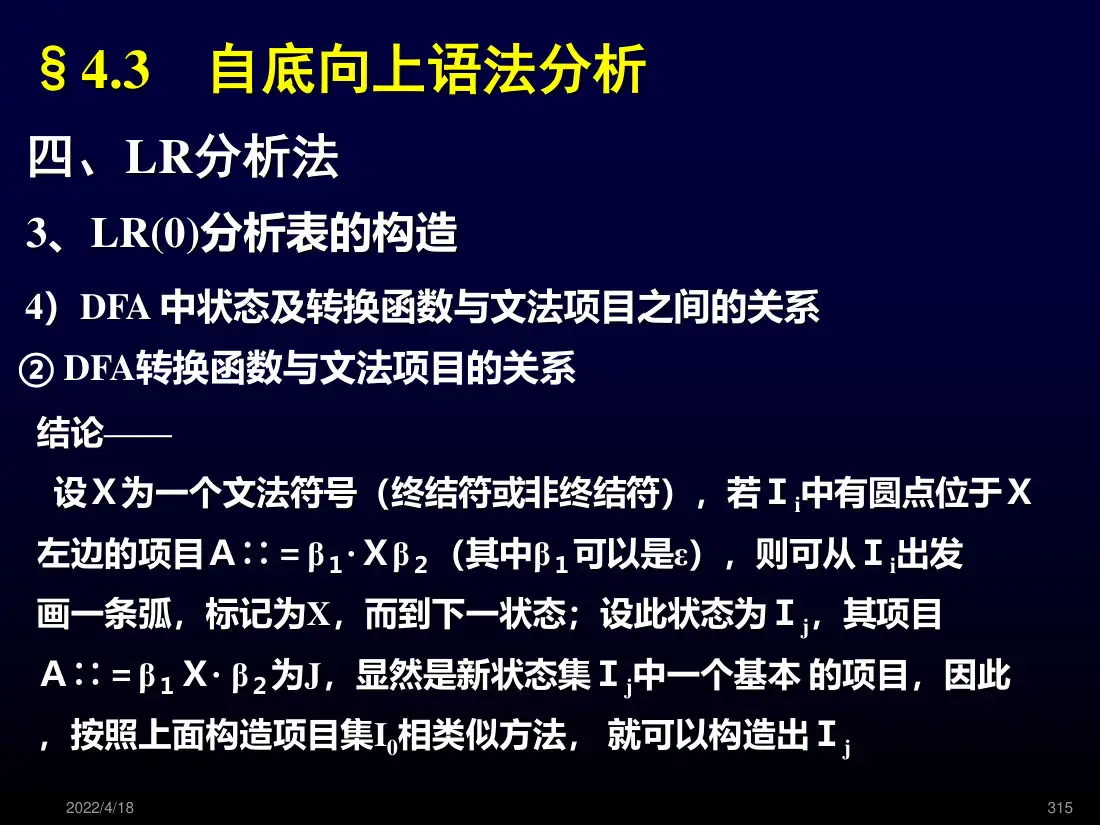 §4.3 自底向上语法分析
四、LR分析法
3、LR(0)分析表的构造
4）DFA 中状态及转换函数与文法项目之间的关系
② DFA转换函数与文法项目的关系
结论——
设Ｘ为一个文法符号（终结符或非终结符），若Ｉi中有圆点位于Ｘ
左边的项目Ａ∷＝β１·Ｘβ２（其中β１可以是ε），则可从Ｉi出发
画一条弧，标记为X，而到下一状态；设此状态为Ｉj，其项目
Ａ∷＝β１Ｘ· β２为J，显然是新状态集Ｉj中一个基本 的项目，因此
，按照上面构造项目集I0相类似方法， 就可以构造出Ｉj
2022/4/18
315